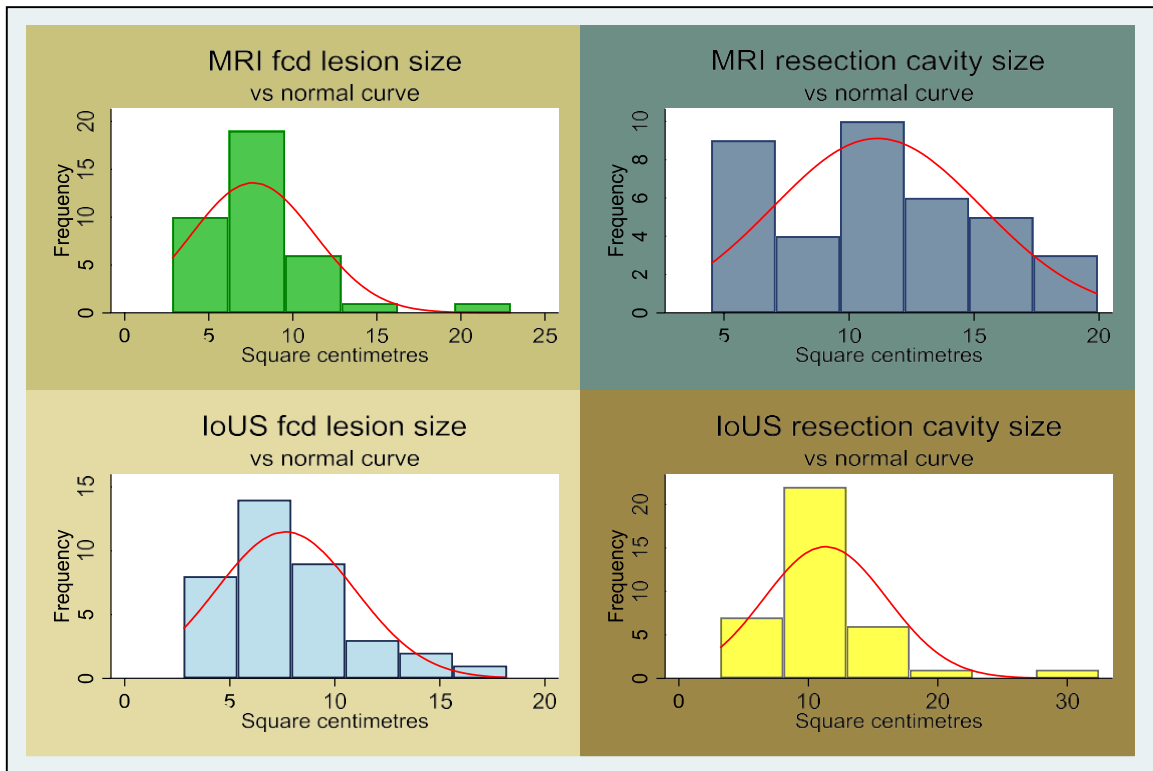 MRI fcd lesion size
vs normal curve
20
15
10
5
0
Frequency
0 5 10 15 20 25
Square centimetres
MRI resection cavity size
vs normal curve
10
8
6
4
2
0
Frequency
5 10 15 20
Square centimetres
IoUS fcd lesion size
vs normal curve
15
10
5
0
Frequency
0 5 10 15 20
Square centimetres
IoUS resection cavity size
vs normal curve
20
15
10
5
0
Frequency
0 10 20 30
Square centimetres